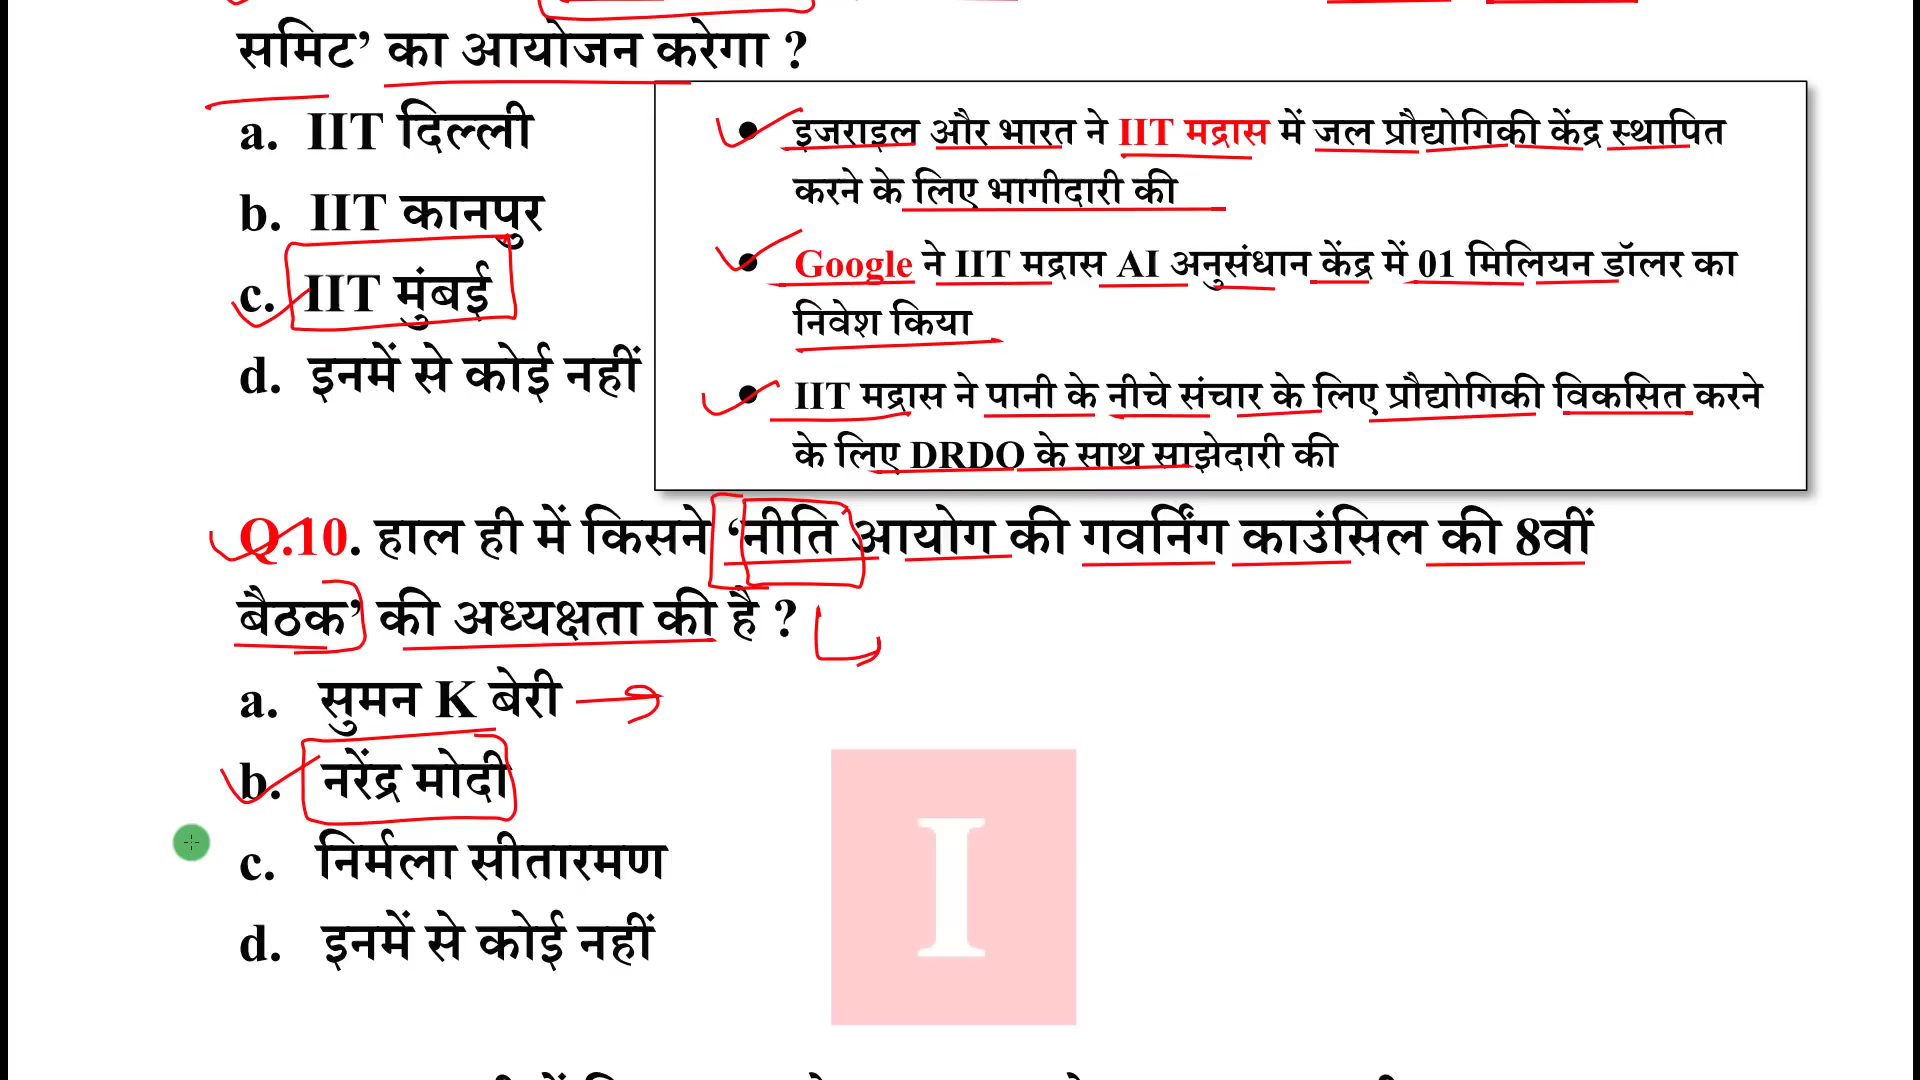 समिट’ का आयोजन करेगा ?
a. IIT दिल्ली
b. IIT कानपुर
c. IIT मुंबई
d. इनमें से कोई नहीं
• इजराइल और भारत ने IIT मद्रास में जल प्रौद्योगिकी केंद्र स्थापित
करने के लिए भागीदारी की
• Google ने IIT मद्रास AI अनुसंधान केंद्र में 01 मिलियन डॉलर का
निवेश किया
• IIT मद्रास ने पानी के नीचे संचार के लिए प्रौद्योगिकी विकसित करने
के लिए DRDO के साथ साझेदारी की
Q.10. हाल ही में किसने ‘नीति आयोग की गवर्निंग काउंसिल की 8वीं
बैठक’ की अध्यक्षता की है ?
a. सुमन K बेरी
b. नरेंद्र मोदी
c. निर्मला सीतारमण
d. इनमें से कोई नहीं
I